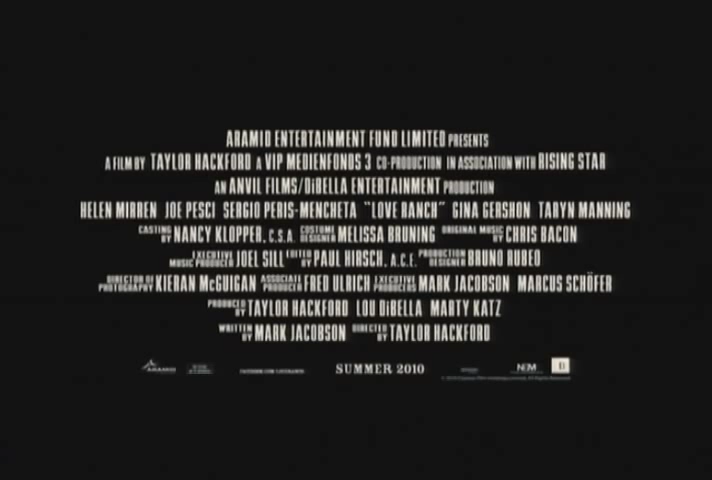 ARAMID ENTERTAINMENT FUND LIMITED PRESENTS
A FILM BY TAYLOR HACKFORD A VIP MEDIENFONDS 3 CO-PRODUCTION IN ASSOCIATION WITH RISING STAR
AN ANVIL FILMS/DiBELLA ENTERTAINMENT PRODUCTION
HELEN MIRREN JOE PESCI SERGIO PERIS-MENCHETA "LOVE RANCH" GINA GERSHON TARYN MANNING
CASTING BY NANCY KLOPPER, C.S.A. COSTUME DESIGNER MELISSA BRUNING ORIGINAL MUSIC BY CHRIS BACON
EXECUTIVE MUSIC PRODUCER JOEL SILL EDITED BY PAUL HIRSCH, A.C.E. PRODUCTION DESIGNER BRUNO RUBEO
DIRECTOR OF PHOTOGRAPHY KIERAN McGUIGAN ASSOCIATE PRODUCER FRED ULRICH EXECUTIVE PRODUCERS MARK JACOBSON MARCUS SCHÖFER
PRODUCED BY TAYLOR HACKFORD LOU DiBELLA MARTY KATZ
WRITTEN BY MARK JACOBSON DIRECTED BY TAYLOR HACKFORD
ARAMID SUMMER 2010